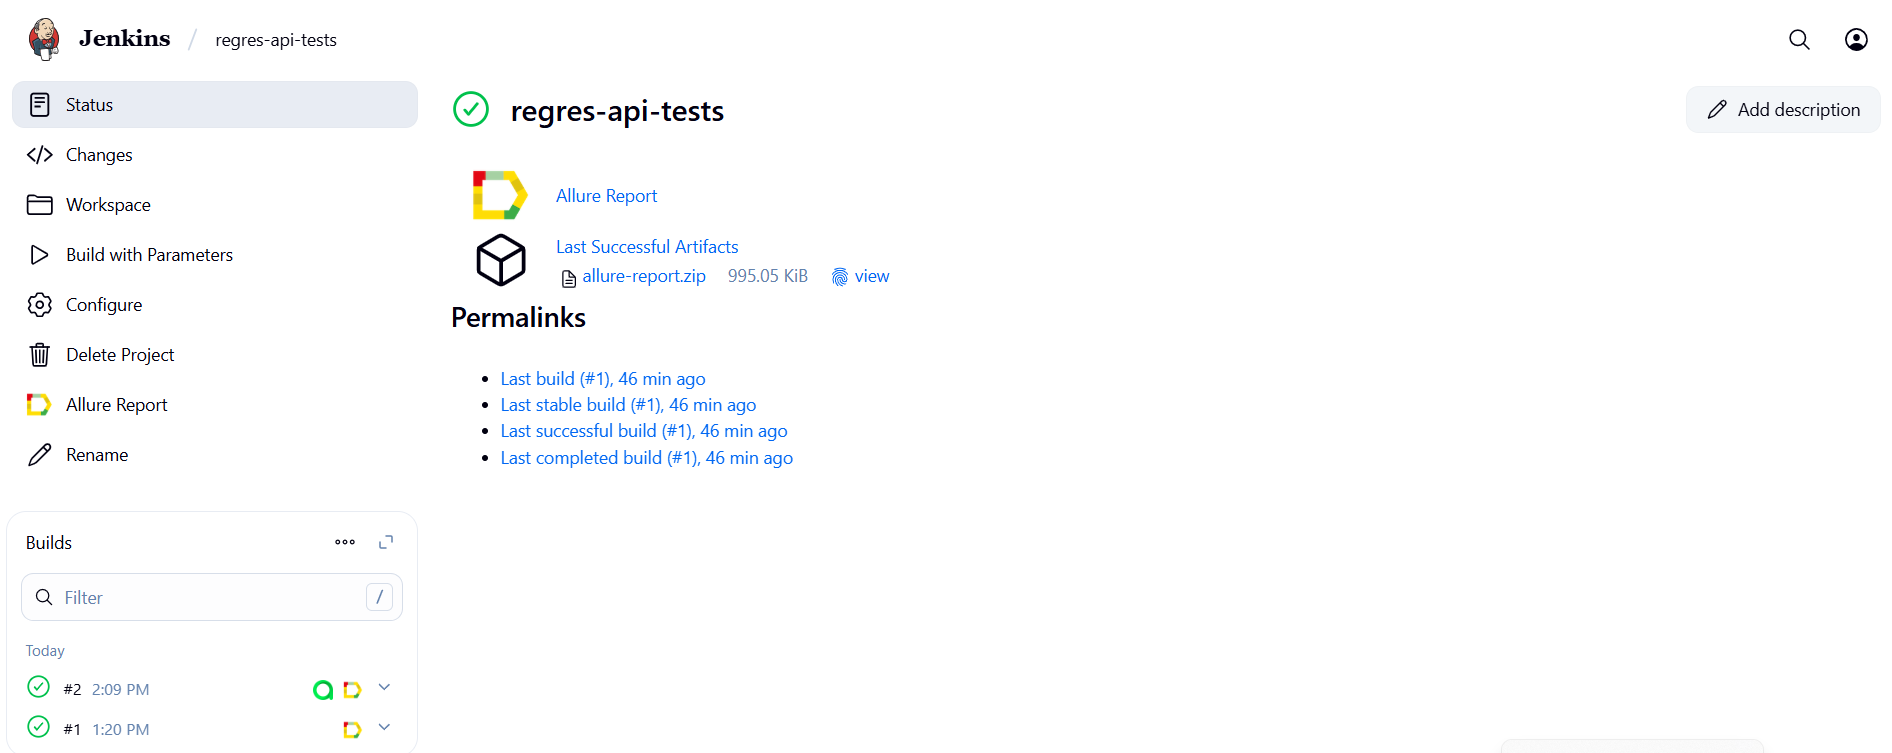 Jenkins / regres-api-tests
Status
Changes
Workspace
Build with Parameters
Configure
Delete Project
Allure Report
Rename
Builds
Filter /
Today
#2 2:09 PM
#1 1:20 PM
regres-api-tests
Add description
Allure Report
Last Successful Artifacts
allure-report.zip 995.05 KiB view
Permalinks
Last build (#1), 46 min ago
Last stable build (#1), 46 min ago
Last successful build (#1), 46 min ago
Last completed build (#1), 46 min ago